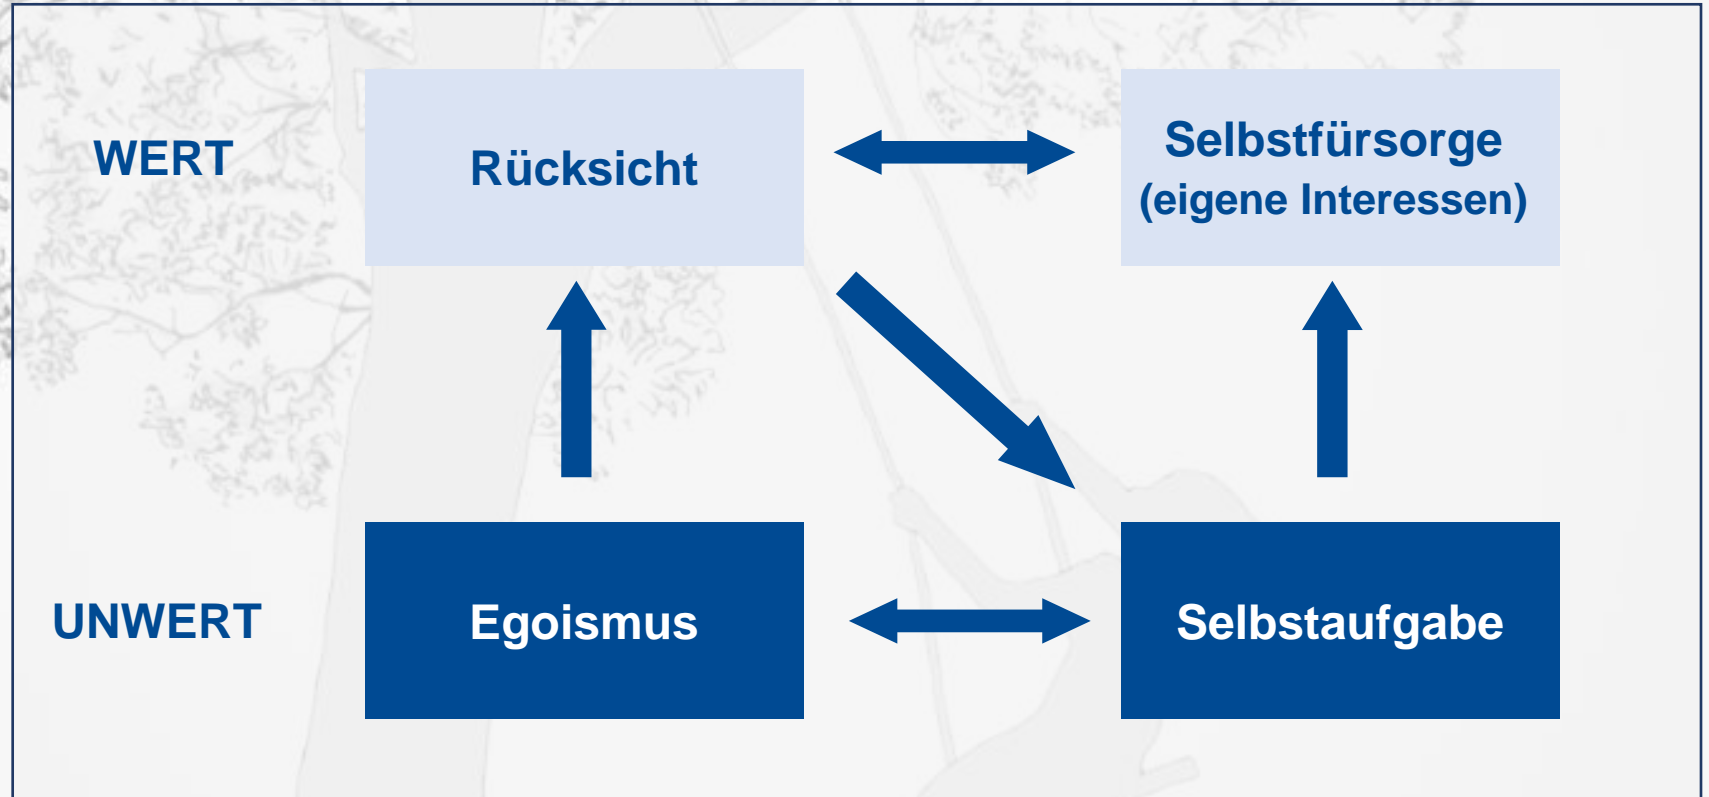 WERT
Rücksicht
Selbstfürsorge
(eigene Interessen)
UNWERT
Egoismus
Selbstaufgabe